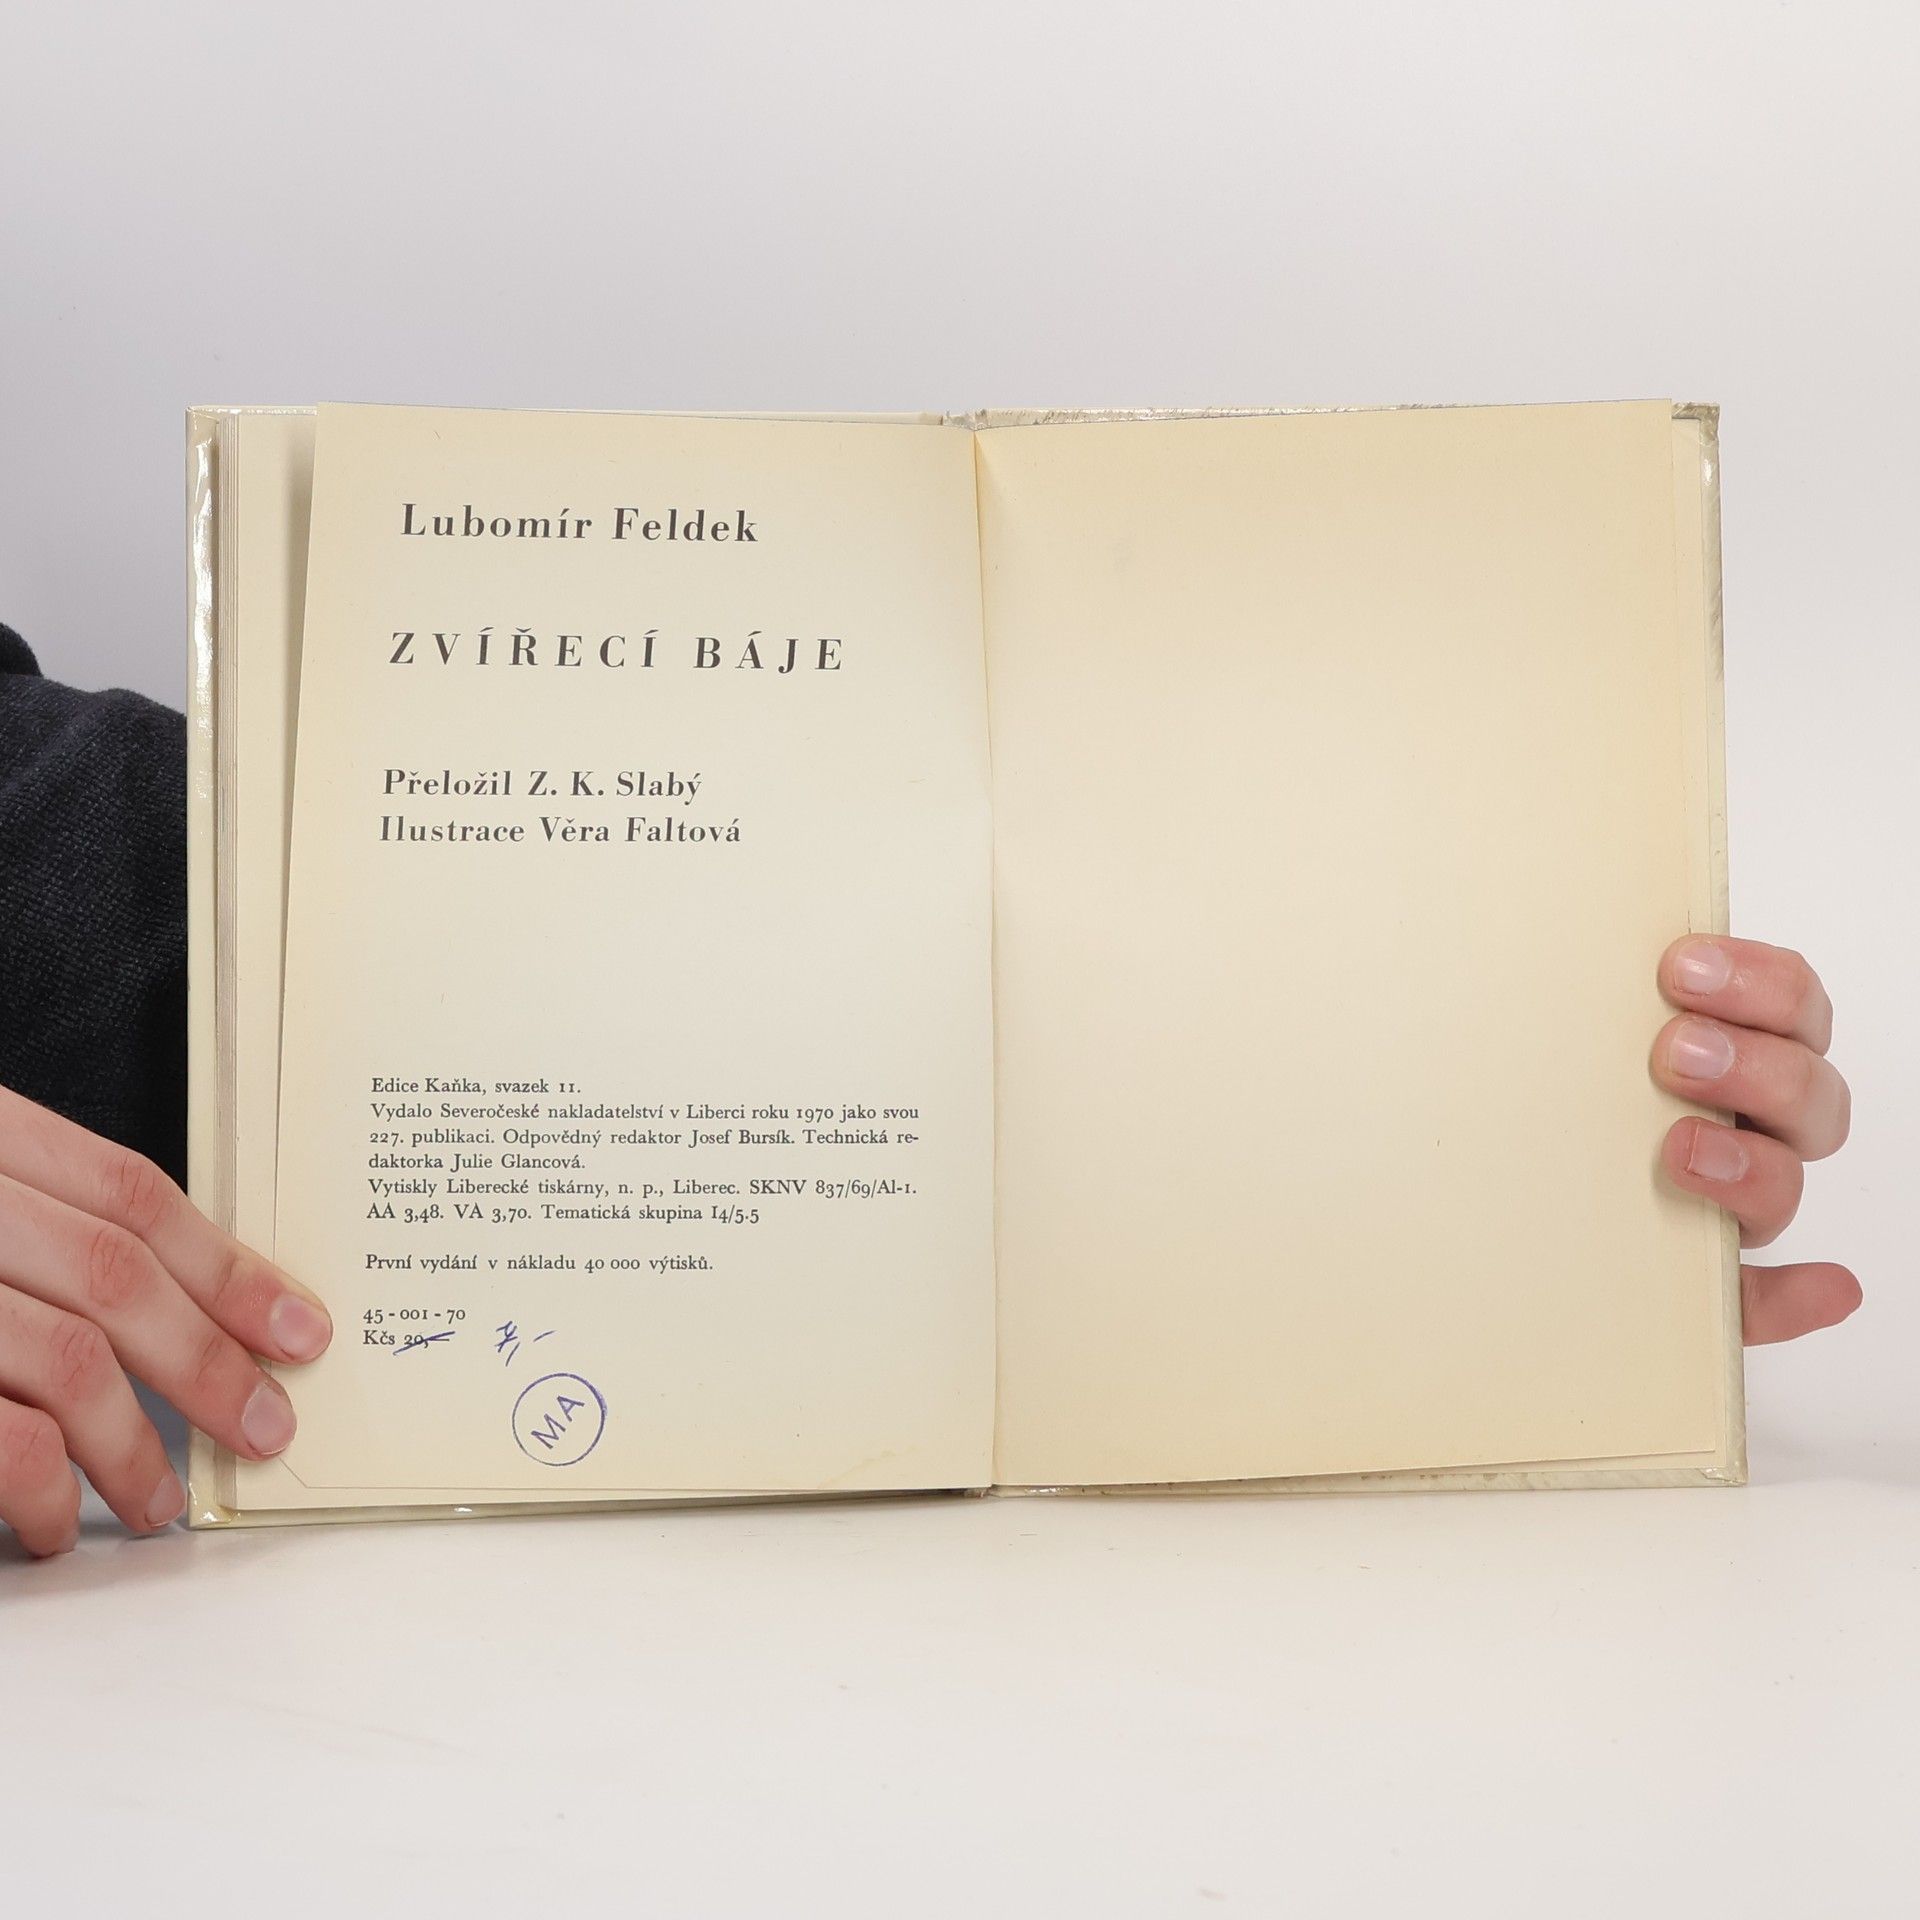 Lubomír Feldek
ZVÍŘECÍ BÁJE
Přeložil Z. K. Slabý
Ilustrace Věra Faltová
Edice Kaňka, svazek 11.
Vydalo Severočeské nakladatelství v Liberci roku 1970 jako svou
227. publikaci. Odpovědný redaktor Josef Bursík. Technická re-
daktorka Julie Glancová.
Vytiskly Liberecké tiskárny, n. p., Liberec. SKNV 837/69/Al-1.
AA 3,48. VA 3,70. Tematická skupina 14/5.5
První vydání v nákladu 40 000 výtisků.
45 - 001 - 70
Kčs 20,—
MA